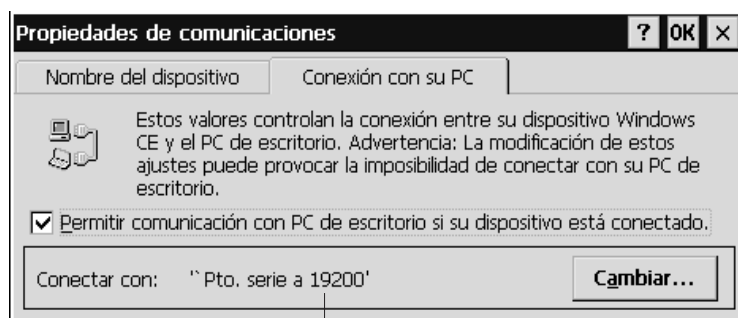 Propiedades de comunicaciones ? OK ×
Nombre del dispositivo Conexión con su PC
Estos valores controlan la conexión entre su dispositivo Windows
CE y el PC de escritorio. Advertencia: La modificación de estos
ajustes puede provocar la imposibilidad de conectar con su PC de
escritorio.
Permitir comunicación con PC de escritorio si su dispositivo está conectado.
Conectar con: '`Pto. serie a 19200' Cambiar...